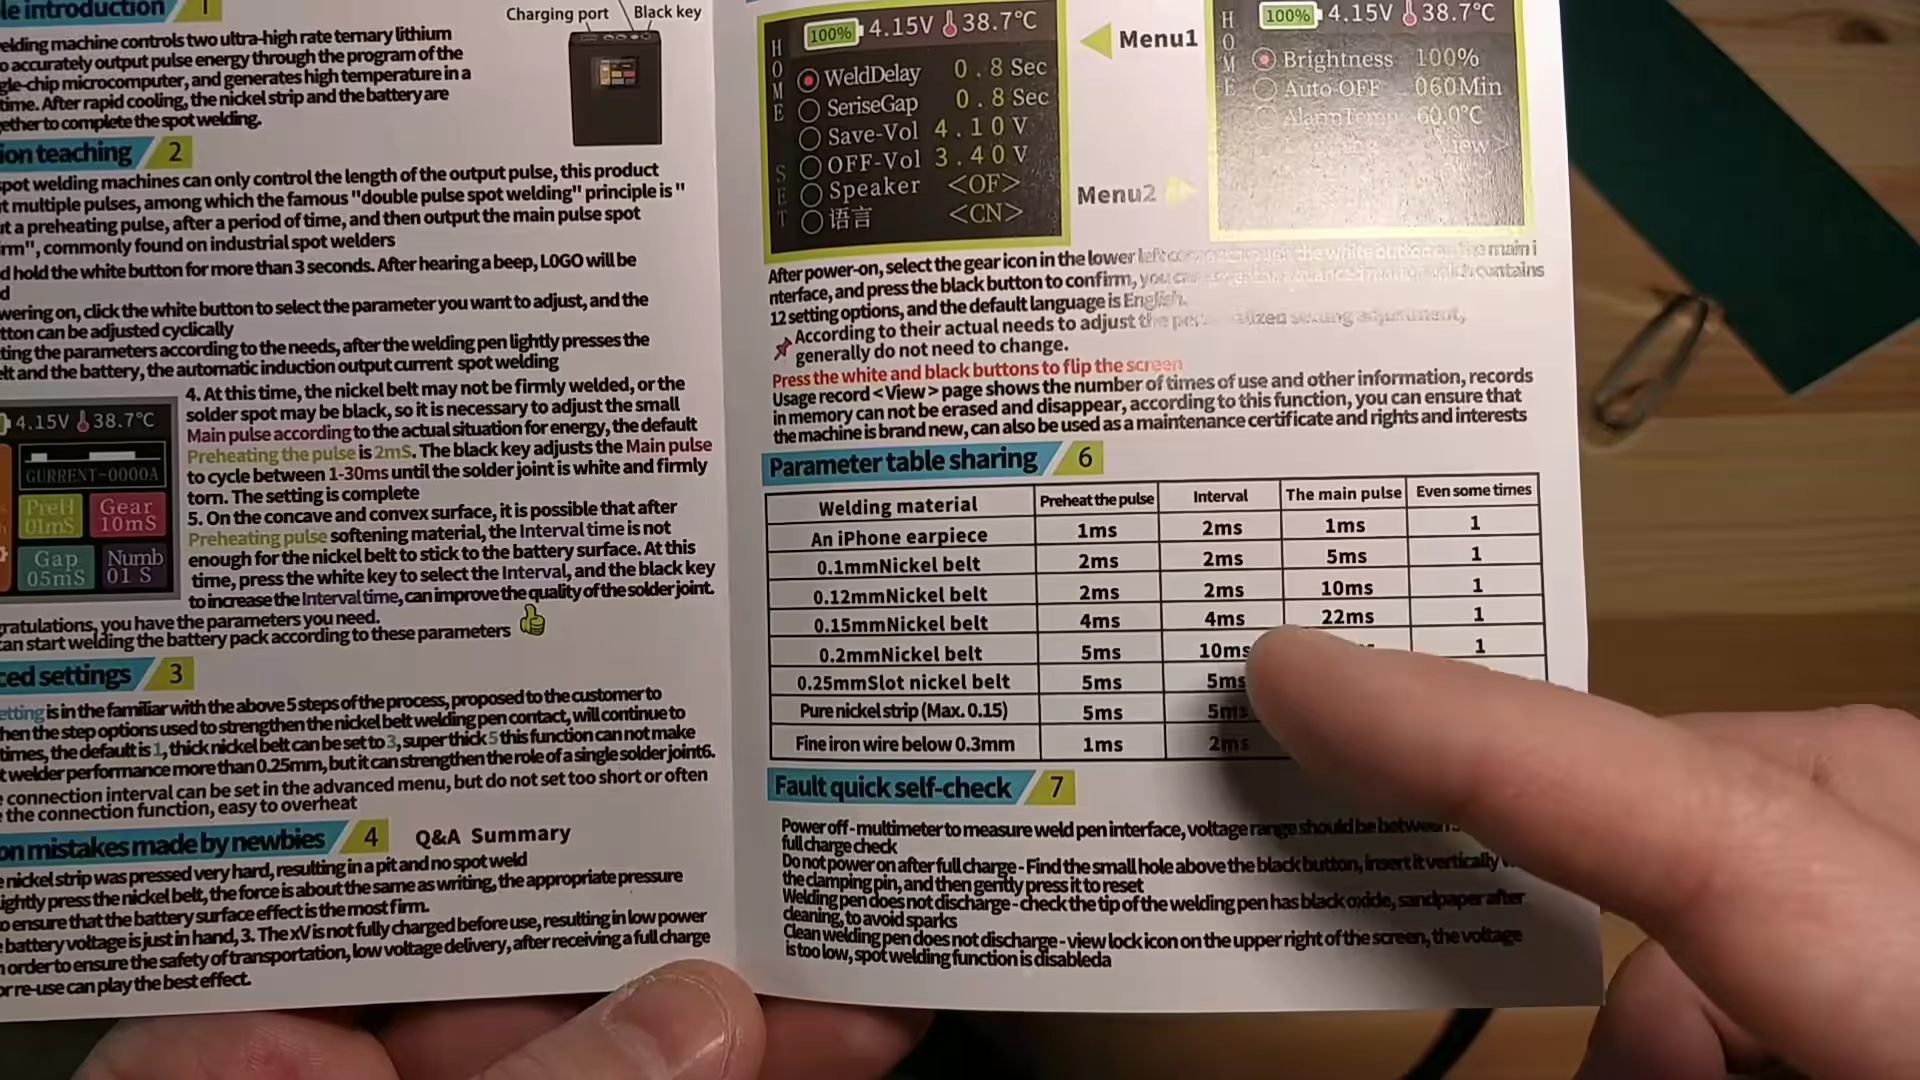 le introduction 1
Charging port
Black key
elding machine controls two ultra-high rate ternary lithium
o accurately output pulse energy through the program of the
gle-chip microcomputer, and generates high temperature in a
time. After rapid cooling, the nickel strip and the battery are
ether to complete the spot welding.
ion teaching 2
pot welding machines can only control the length of the output pulse, this product
t multiple pulses, among which the famous "double pulse spot welding" principle is "
ut a preheating pulse, after a period of time, and then output the main pulse spot
rm", commonly found on industrial spot welders
d hold the white button for more than 3 seconds. After hearing a beep, LOGO will be
d
wering on, click the white button to select the parameter you want to adjust, and the
tton can be adjusted cyclically
ting the parameters according to the needs, after the welding pen lightly presses the
elt and the battery, the automatic induction output current spot welding
4. At this time, the nickel belt may not be firmly welded, or the
solder spot may be black, so it is necessary to adjust the small
Main pulse according to the actual situation for energy, the default
Preheating the pulse is 2mS. The black key adjusts the Main pulse
to cycle between 1-30ms until the solder joint is white and firmly
torn. The setting is complete
5. On the concave and convex surface, it is possible that after
Preheating pulse softening material, the Interval time is not
enough for the nickel belt to stick to the battery surface. At this
time, press the white key to select the Interval, and the black key
to increase the Interval time, can improve the quality of the solder joint.
4.15V 38.7°C
CURRENT-0000A
PreH Gear
01mS 10mS
Gap Numb
05mS 01 S
gratulations, you have the parameters you need.
can start welding the battery pack according to these parameters
ced settings 3
etting is in the familiar with the above 5 steps of the process, proposed to the customer to
hen the step options used to strengthen the nickel belt welding pen contact, will continue to
times, the default is 1, thick nickel belt can be set to 3, super thick 5 this function can not make
t welder performance more than 0.25mm, but it can strengthen the role of a single solder joint6.
connection interval can be set in the advanced menu, but do not set too short or often
the connection function, easy to overheat
on mistakes made by newbies 4 Q&A Summary
nickel strip was pressed very hard, resulting in a pit and no spot weld
ightly press the nickel belt, the force is about the same as writing, the appropriate pressure
o ensure that the battery surface effect is the most firm.
battery voltage is just in hand, 3. The xV is not fully charged before use, resulting in low power
n order to ensure the safety of transportation, low voltage delivery, after receiving a full charge
or re-use can play the best effect.
100% 4.15V 38.7°C
HOME SET
WeldDelay 0.8 Sec
SeriseGap 0.8 Sec
Save-Vol 4.10V
OFF-Vol 3.40V
Speaker <OF>
语言 <CN>
Menu1
Menu2
100% 4.15V 38.7°C
HOME
Brightness 100%
Auto-OFF 060Min
AlarmTemp 60.0°C
View>
After power-on, select the gear icon in the lower left the white button main i
nterface, and press the black button to confirm, you can contains
12 setting options, and the default language is English.
According to their actual needs to adjust the setting adjustment,
generally do not need to change.
Press the white and black buttons to flip the screen
Usage record <View> page shows the number of times of use and other information, records
in memory can not be erased and disappear, according to this function, you can ensure that
the machine is brand new, can also be used as a maintenance certificate and rights and interests
Parameter table sharing 6
Welding material Preheat the pulse Interval The main pulse Even some times
An iPhone earpiece 1ms 2ms 1ms 1
0.1mmNickel belt 2ms 2ms 5ms 1
0.12mmNickel belt 2ms 2ms 10ms 1
0.15mmNickel belt 4ms 4ms 22ms 1
0.2mmNickel belt 5ms 10ms 1
0.25mmSlot nickel belt 5ms 5ms
Pure nickel strip (Max. 0.15) 5ms 5ms
Fine iron wire below 0.3mm 1ms 2ms
Fault quick self-check 7
Power off-multimeter to measure weld pen interface, voltage range should be between
full charge check
Do not power on after full charge - Find the small hole above the black button, insert it vertically
the clamping pin, and then gently press it to reset
Welding pen does not discharge - check the tip of the welding pen has black oxide, sandpaper after
cleaning, to avoid sparks
Clean welding pen does not discharge - view lock icon on the upper right of the screen, the voltage
is too low, spot welding function is disableda